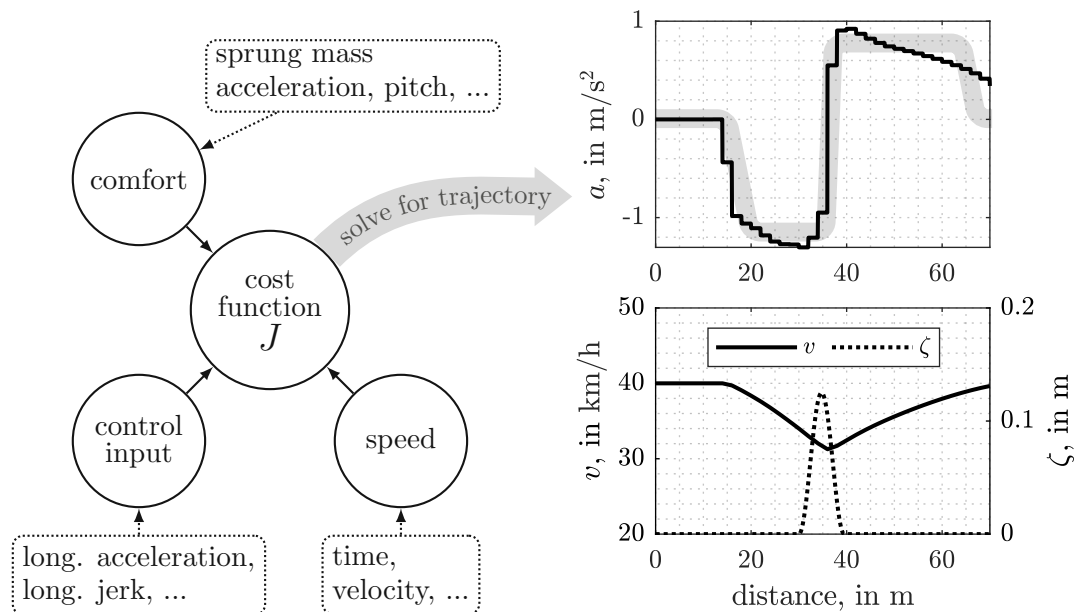 sprung mass
acceleration, pitch, ...
comfort
solve for trajectory
cost
function
J
control
input
speed
long. acceleration,
long. jerk, ...
time,
velocity, ...
a, in m/s²
1
0
-1
0
20
40
60
v, in km/h
50
40
30
20
v
ζ
0.2
0.1
0
ζ, in m
0
20
40
60
distance, in m